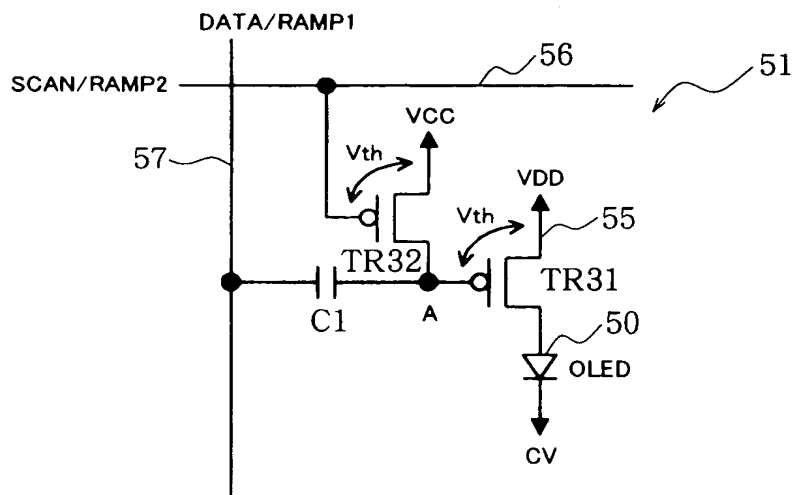 DATA/RAMP1
56
SCAN/RAMP2
51
VCC
57
Vth
VDD
55
Vth
TR32
TR31
C1
A
50
OLED
CV